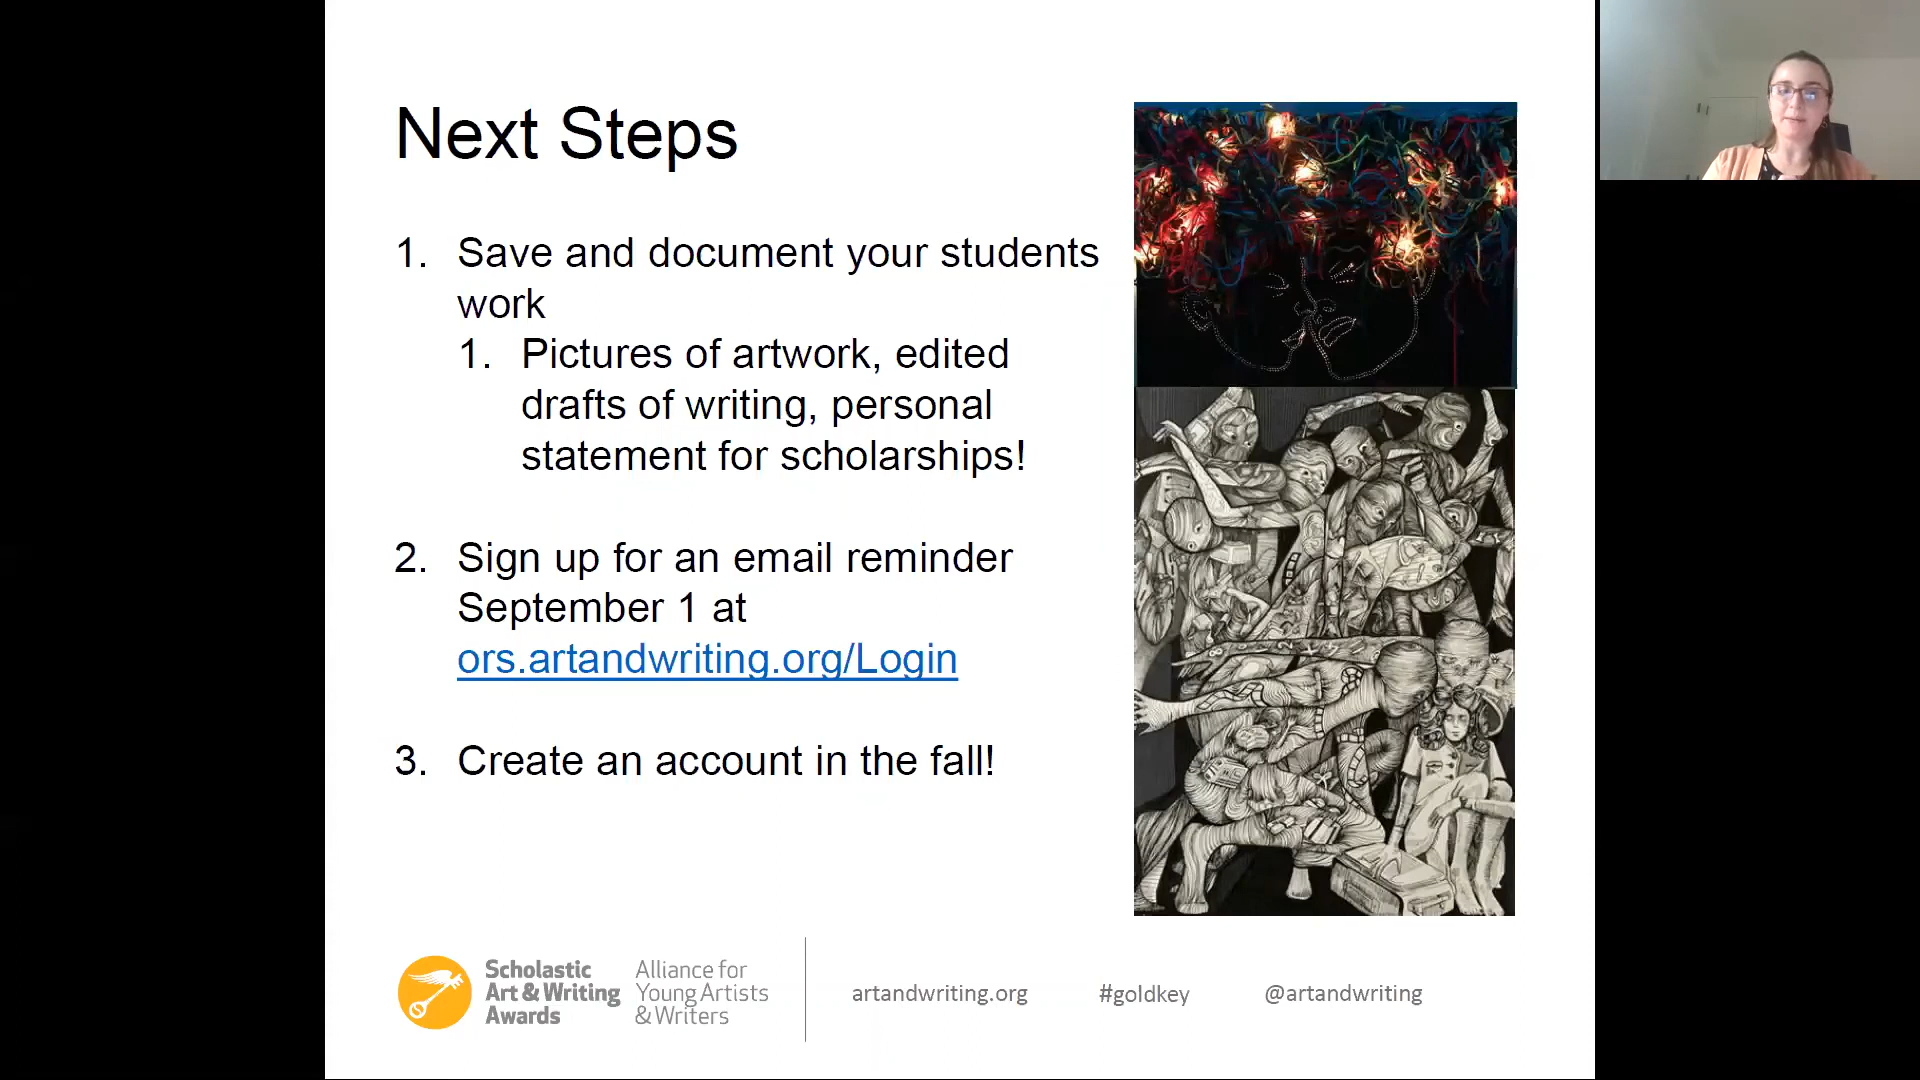 Next Steps
1. Save and document your students
work
1. Pictures of artwork, edited
drafts of writing, personal
statement for scholarships!
2. Sign up for an email reminder
September 1 at
ors.artandwriting.org/Login
3. Create an account in the fall!
Scholastic
Art & Writing
Awards
Alliance for
Young Artists
& Writers
artandwriting.org
#goldkey
@artandwriting